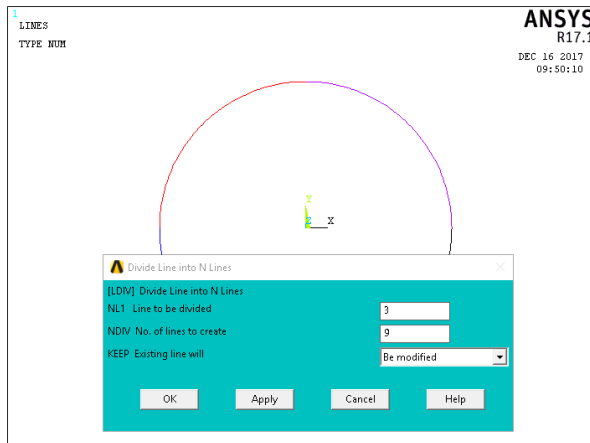 1
LINES
TYPE NUM
ANSYS
R17.1
DEC 16 2017
09:50:10
Y
Z X
Divide Line into N Lines
[LDIV] Divide Line into N Lines
NL1 Line to be divided 3
NDIV No. of lines to create 9
KEEP Existing line will Be modified
OK Apply Cancel Help